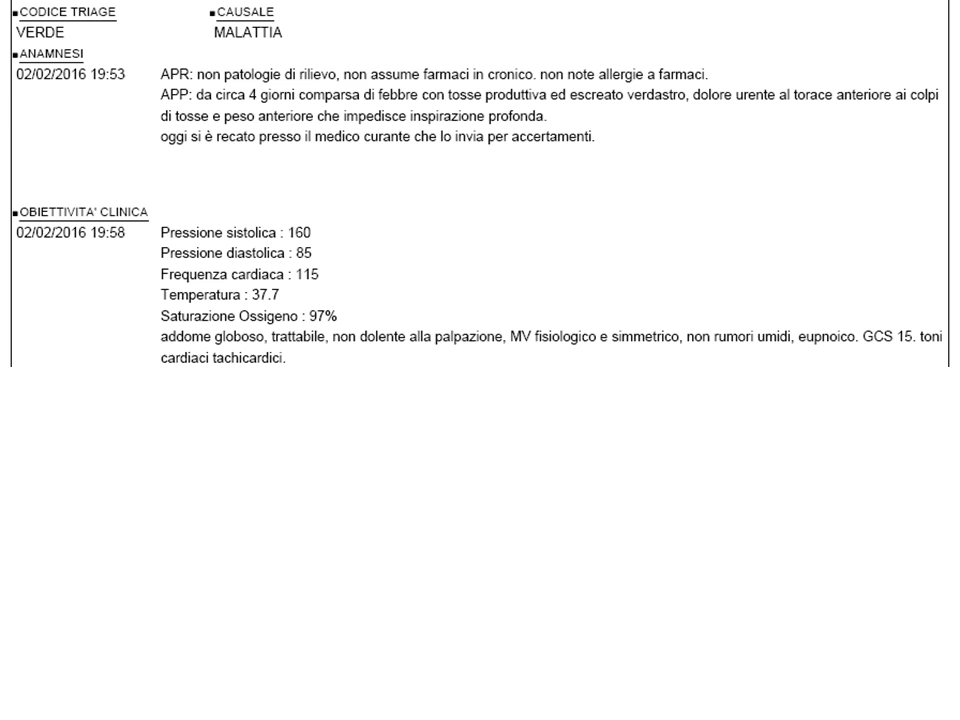 ▪CODICE TRIAGE ▪CAUSALE
VERDE MALATTIA
▪ANAMNESI
02/02/2016 19:53 APR: non patologie di rilievo, non assume farmaci in cronico. non note allergie a farmaci.
APP: da circa 4 giorni comparsa di febbre con tosse produttiva ed escreato verdastro, dolore urente al torace anteriore ai colpi
di tosse e peso anteriore che impedisce inspirazione profonda.
oggi si è recato presso il medico curante che lo invia per accertamenti.
▪OBIETTIVITA' CLINICA
02/02/2016 19:58 Pressione sistolica : 160
Pressione diastolica : 85
Frequenza cardiaca : 115
Temperatura : 37.7
Saturazione Ossigeno : 97%
addome globoso, trattabile, non dolente alla palpazione, MV fisiologico e simmetrico, non rumori umidi, eupnoico. GCS 15. toni
cardiaci tachicardici.